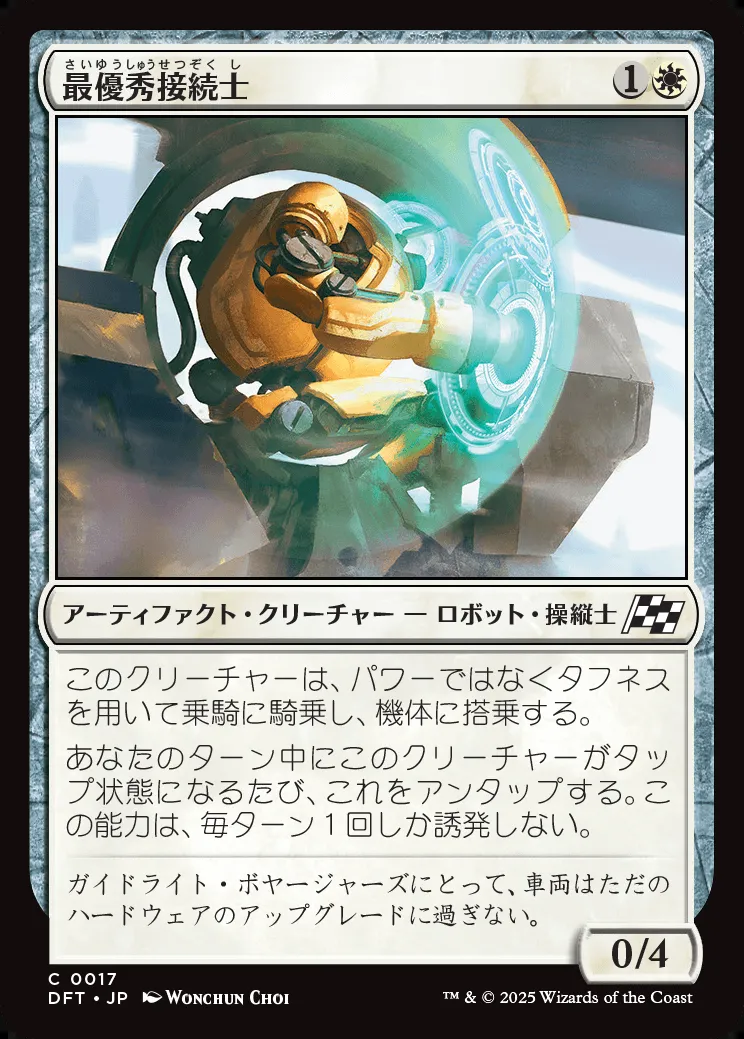 さいゆうしゅうせつぞくし
最優秀接続士 1
アーティファクト・クリーチャー — ロボット・操縦士
このクリーチャーは、パワーではなくタフネス
を用いて乗騎に騎乗し、機体に搭乗する。
あなたのターン中にこのクリーチャーがタッ
プ状態になるたび、これをアンタップする。こ
の能力は、毎ターン１回しか誘発しない。
ガイドライト・ボヤージャーズにとって、車両はただの
ハードウェアのアップグレードに過ぎない。
0/4
C 0017
DFT • JP Wonchun Choi ™ & © 2025 Wizards of the Coast